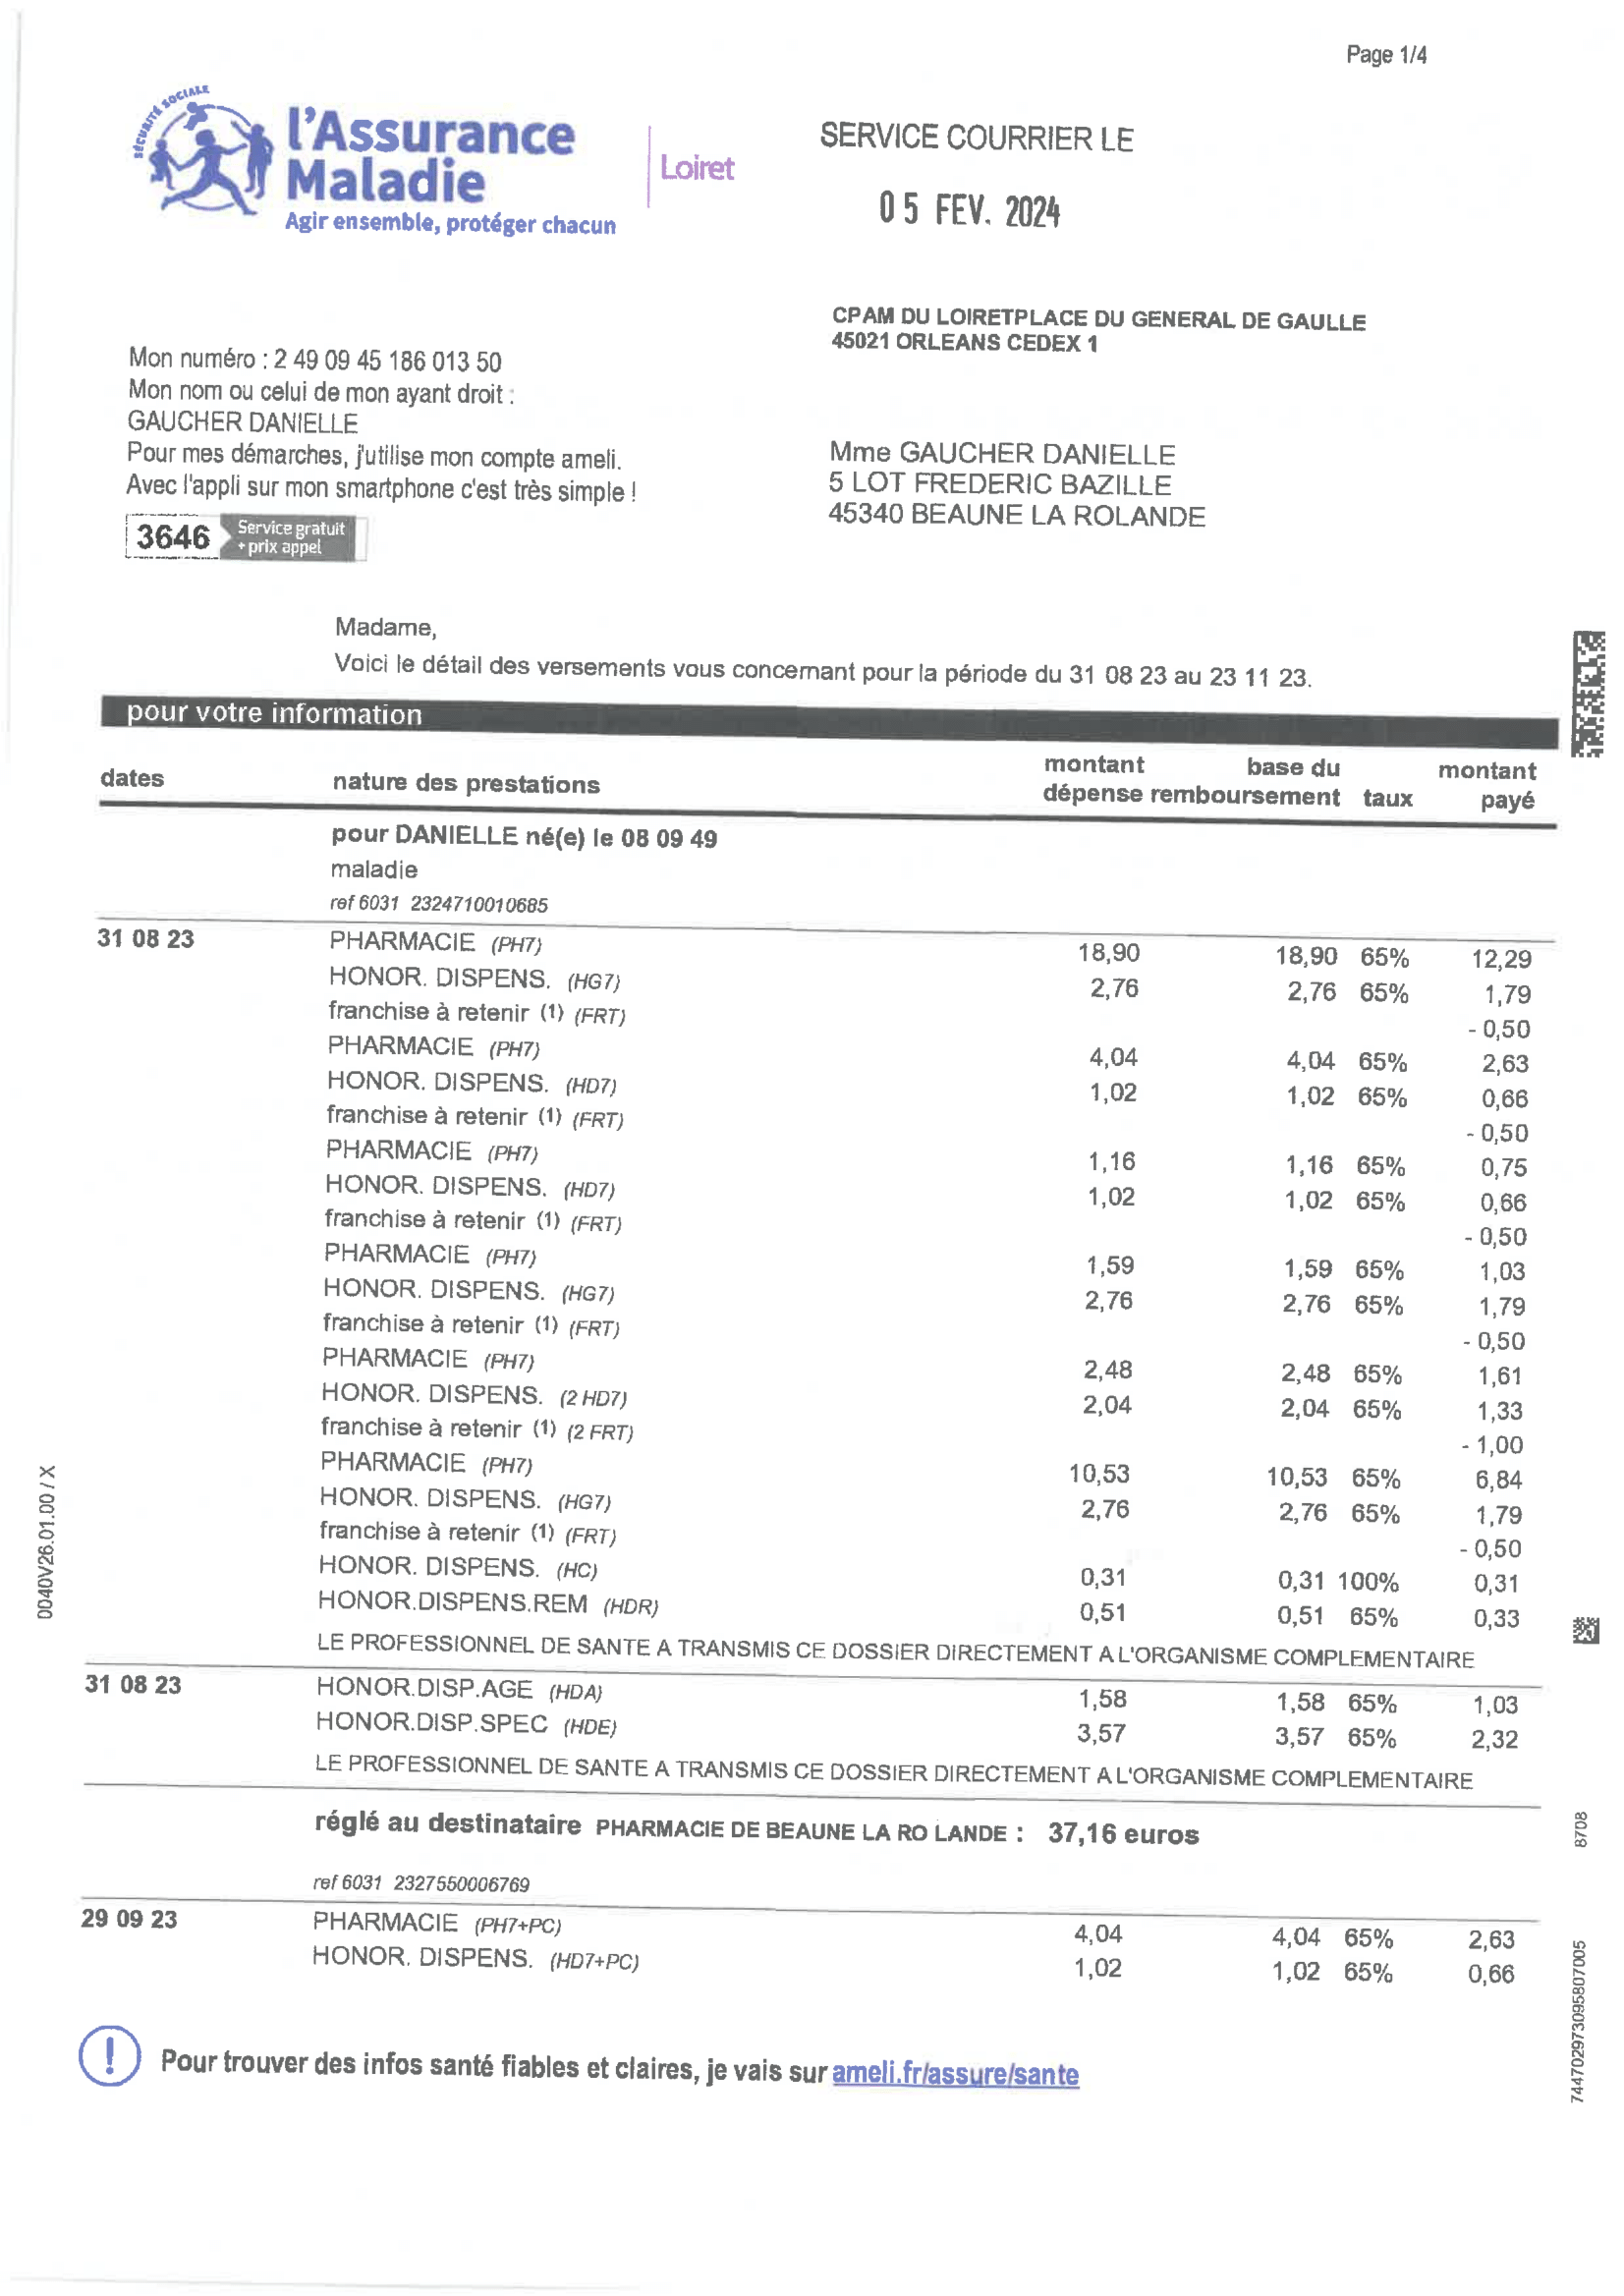 Page 1/4
SÉCURITÉ SOCIALE
l'Assurance
Maladie
Agir ensemble, protéger chacun
Loiret
SERVICE COURRIER LE
05 FEV. 2024
CPAM DU LOIRETPLACE DU GENERAL DE GAULLE
45021 ORLEANS CEDEX 1
Mon numéro : 2 49 09 45 186 013 50
Mon nom ou celui de mon ayant droit :
GAUCHER DANIELLE
Pour mes démarches, j'utilise mon compte ameli.
Avec l'appli sur mon smartphone c'est très simple !
3646 Service gratuit
+ prix appel
Mme GAUCHER DANIELLE
5 LOT FREDERIC BAZILLE
45340 BEAUNE LA ROLANDE
Madame,
Voici le détail des versements vous concernant pour la période du 31 08 23 au 23 11 23.
pour votre information
dates nature des prestations montant dépense base du remboursement taux montant payé
pour DANIELLE né(e) le 08 09 49
maladie
ref 6031 2324710010685
31 08 23 PHARMACIE (PH7) 18,90 18,90 65% 12,29
HONOR. DISPENS. (HG7) 2,76 2,76 65% 1,79
franchise à retenir (1) (FRT) - 0,50
PHARMACIE (PH7) 4,04 4,04 65% 2,63
HONOR. DISPENS. (HD7) 1,02 1,02 65% 0,66
franchise à retenir (1) (FRT) - 0,50
PHARMACIE (PH7) 1,16 1,16 65% 0,75
HONOR. DISPENS. (HD7) 1,02 1,02 65% 0,66
franchise à retenir (1) (FRT) - 0,50
PHARMACIE (PH7) 1,59 1,59 65% 1,03
HONOR. DISPENS. (HG7) 2,76 2,76 65% 1,79
franchise à retenir (1) (FRT) - 0,50
PHARMACIE (PH7) 2,48 2,48 65% 1,61
HONOR. DISPENS. (2 HD7) 2,04 2,04 65% 1,33
franchise à retenir (1) (2 FRT) - 1,00
PHARMACIE (PH7) 10,53 10,53 65% 6,84
HONOR. DISPENS. (HG7) 2,76 2,76 65% 1,79
franchise à retenir (1) (FRT) - 0,50
HONOR. DISPENS. (HC) 0,31 0,31 100% 0,31
HONOR.DISPENS.REM (HDR) 0,51 0,51 65% 0,33
LE PROFESSIONNEL DE SANTE A TRANSMIS CE DOSSIER DIRECTEMENT A L'ORGANISME COMPLEMENTAIRE
31 08 23 HONOR.DISP.AGE (HDA) 1,58 1,58 65% 1,03
HONOR.DISP.SPEC (HDE) 3,57 3,57 65% 2,32
LE PROFESSIONNEL DE SANTE A TRANSMIS CE DOSSIER DIRECTEMENT A L'ORGANISME COMPLEMENTAIRE
réglé au destinataire PHARMACIE DE BEAUNE LA RO LANDE : 37,16 euros
ref 6031 2327550006769
29 09 23 PHARMACIE (PH7+PC) 4,04 4,04 65% 2,63
HONOR. DISPENS. (HD7+PC) 1,02 1,02 65% 0,66
! Pour trouver des infos santé fiables et claires, je vais sur ameli.fr/assure/sante
0040V26.01.00 / X
8708
744702973095807005